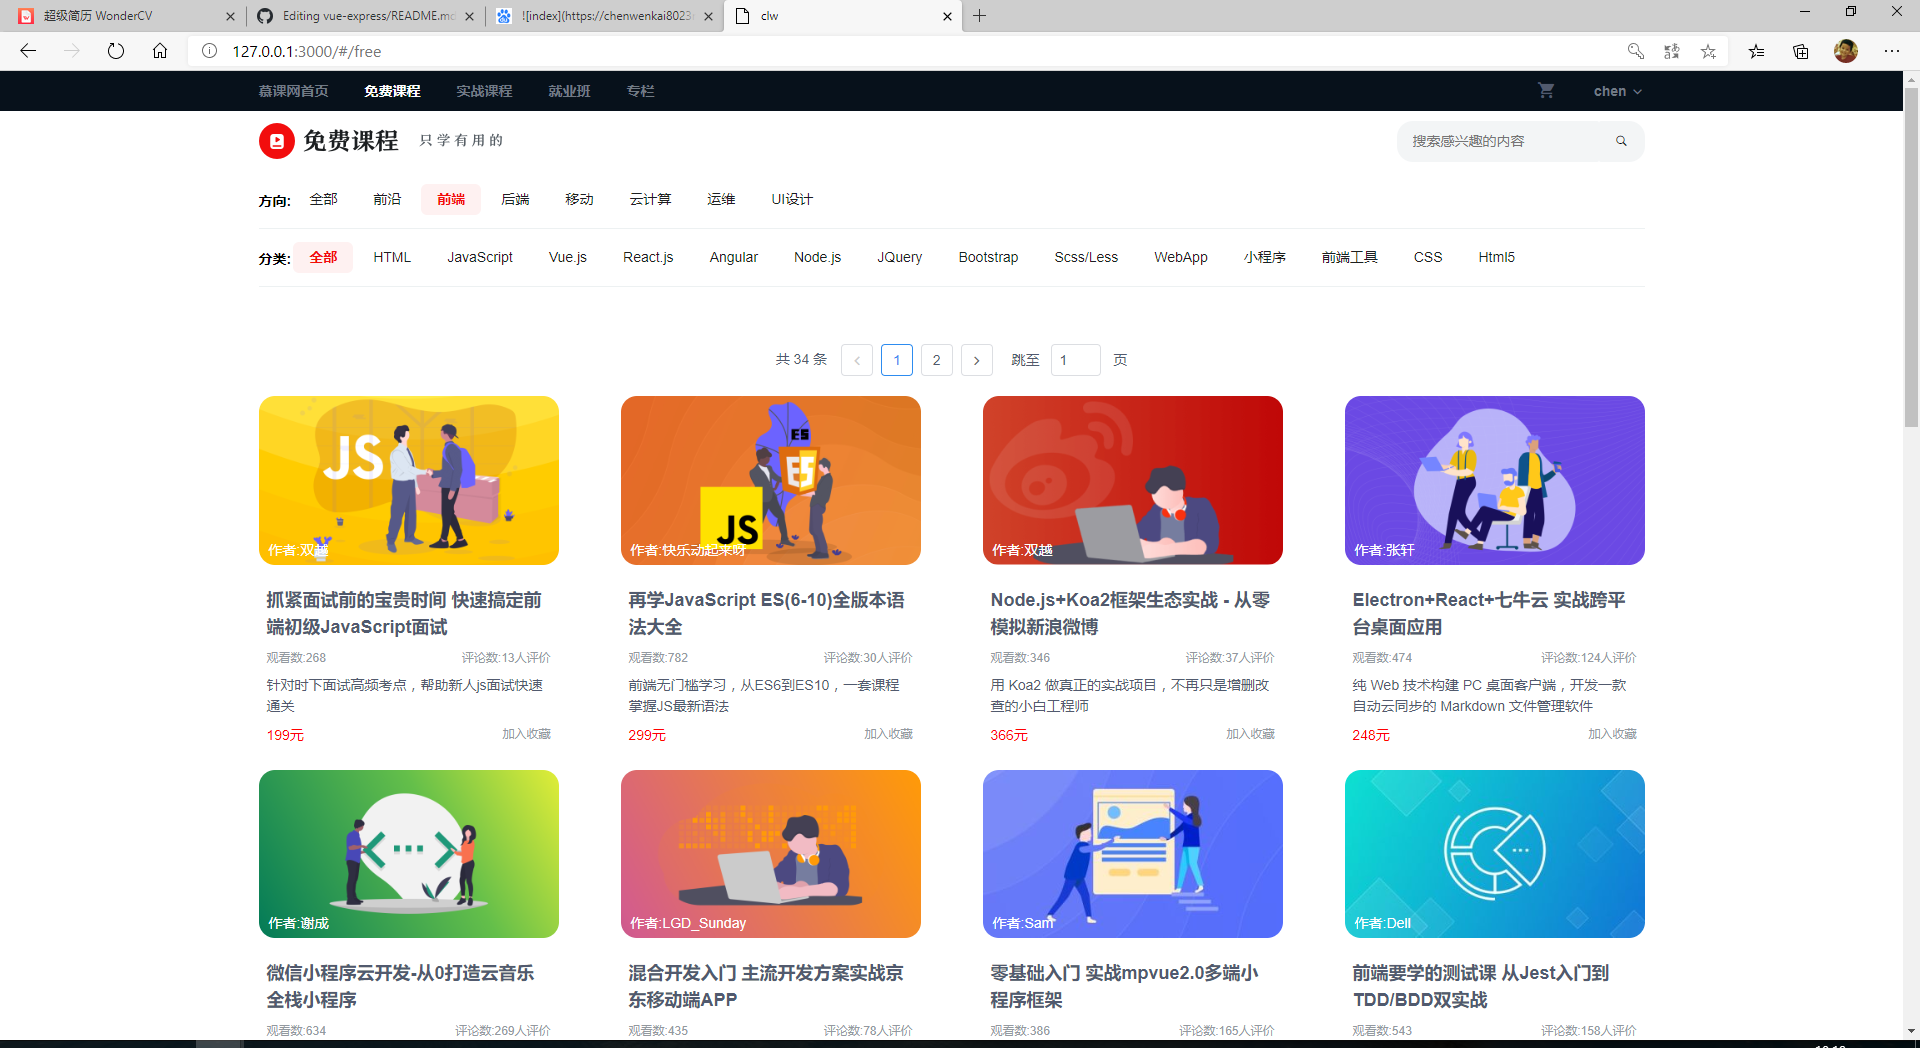 超级简历 WonderCV
Editing vue-express/README.md
![index](https://chenwenkai8023
clw
127.0.0.1:3000/#/free
慕课网首页 免费课程 实战课程 就业班 专栏 chen
免费课程 只学有用的 搜索感兴趣的内容
方向: 全部 前沿 前端 后端 移动 云计算 运维 UI设计
分类: 全部 HTML JavaScript Vue.js React.js Angular Node.js JQuery Bootstrap Scss/Less WebApp 小程序 前端工具 CSS Html5
共 34 条 1 2 跳至 1 页
JS
作者:双越
ES
ES
JS
作者:快乐动起来呀
作者:双越
作者:张轩
抓紧面试前的宝贵时间 快速搞定前
端初级JavaScript面试
观看数:268 评论数:13人评价
针对时下面试高频考点，帮助新人js面试快速
通关
199元 加入收藏
再学JavaScript ES(6-10)全版本语
法大全
观看数:782 评论数:30人评价
前端无门槛学习，从ES6到ES10，一套课程
掌握JS最新语法
299元 加入收藏
Node.js+Koa2框架生态实战 - 从零
模拟新浪微博
观看数:346 评论数:37人评价
用 Koa2 做真正的实战项目，不再只是增删改
查的小白工程师
366元 加入收藏
Electron+React+七牛云 实战跨平
台桌面应用
观看数:474 评论数:124人评价
纯 Web 技术构建 PC 桌面客户端，开发一款
自动云同步的 Markdown 文件管理软件
248元 加入收藏
作者:谢成
作者:LGD_Sunday
作者:Sam
作者:Dell
微信小程序云开发-从0打造云音乐
全栈小程序
观看数:634 评论数:269人评价
混合开发入门 主流开发方案实战京
东移动端APP
观看数:435 评论数:78人评价
零基础入门 实战mpvue2.0多端小
程序框架
观看数:386 评论数:165人评价
前端要学的测试课 从Jest入门到
TDD/BDD双实战
观看数:543 评论数:158人评价